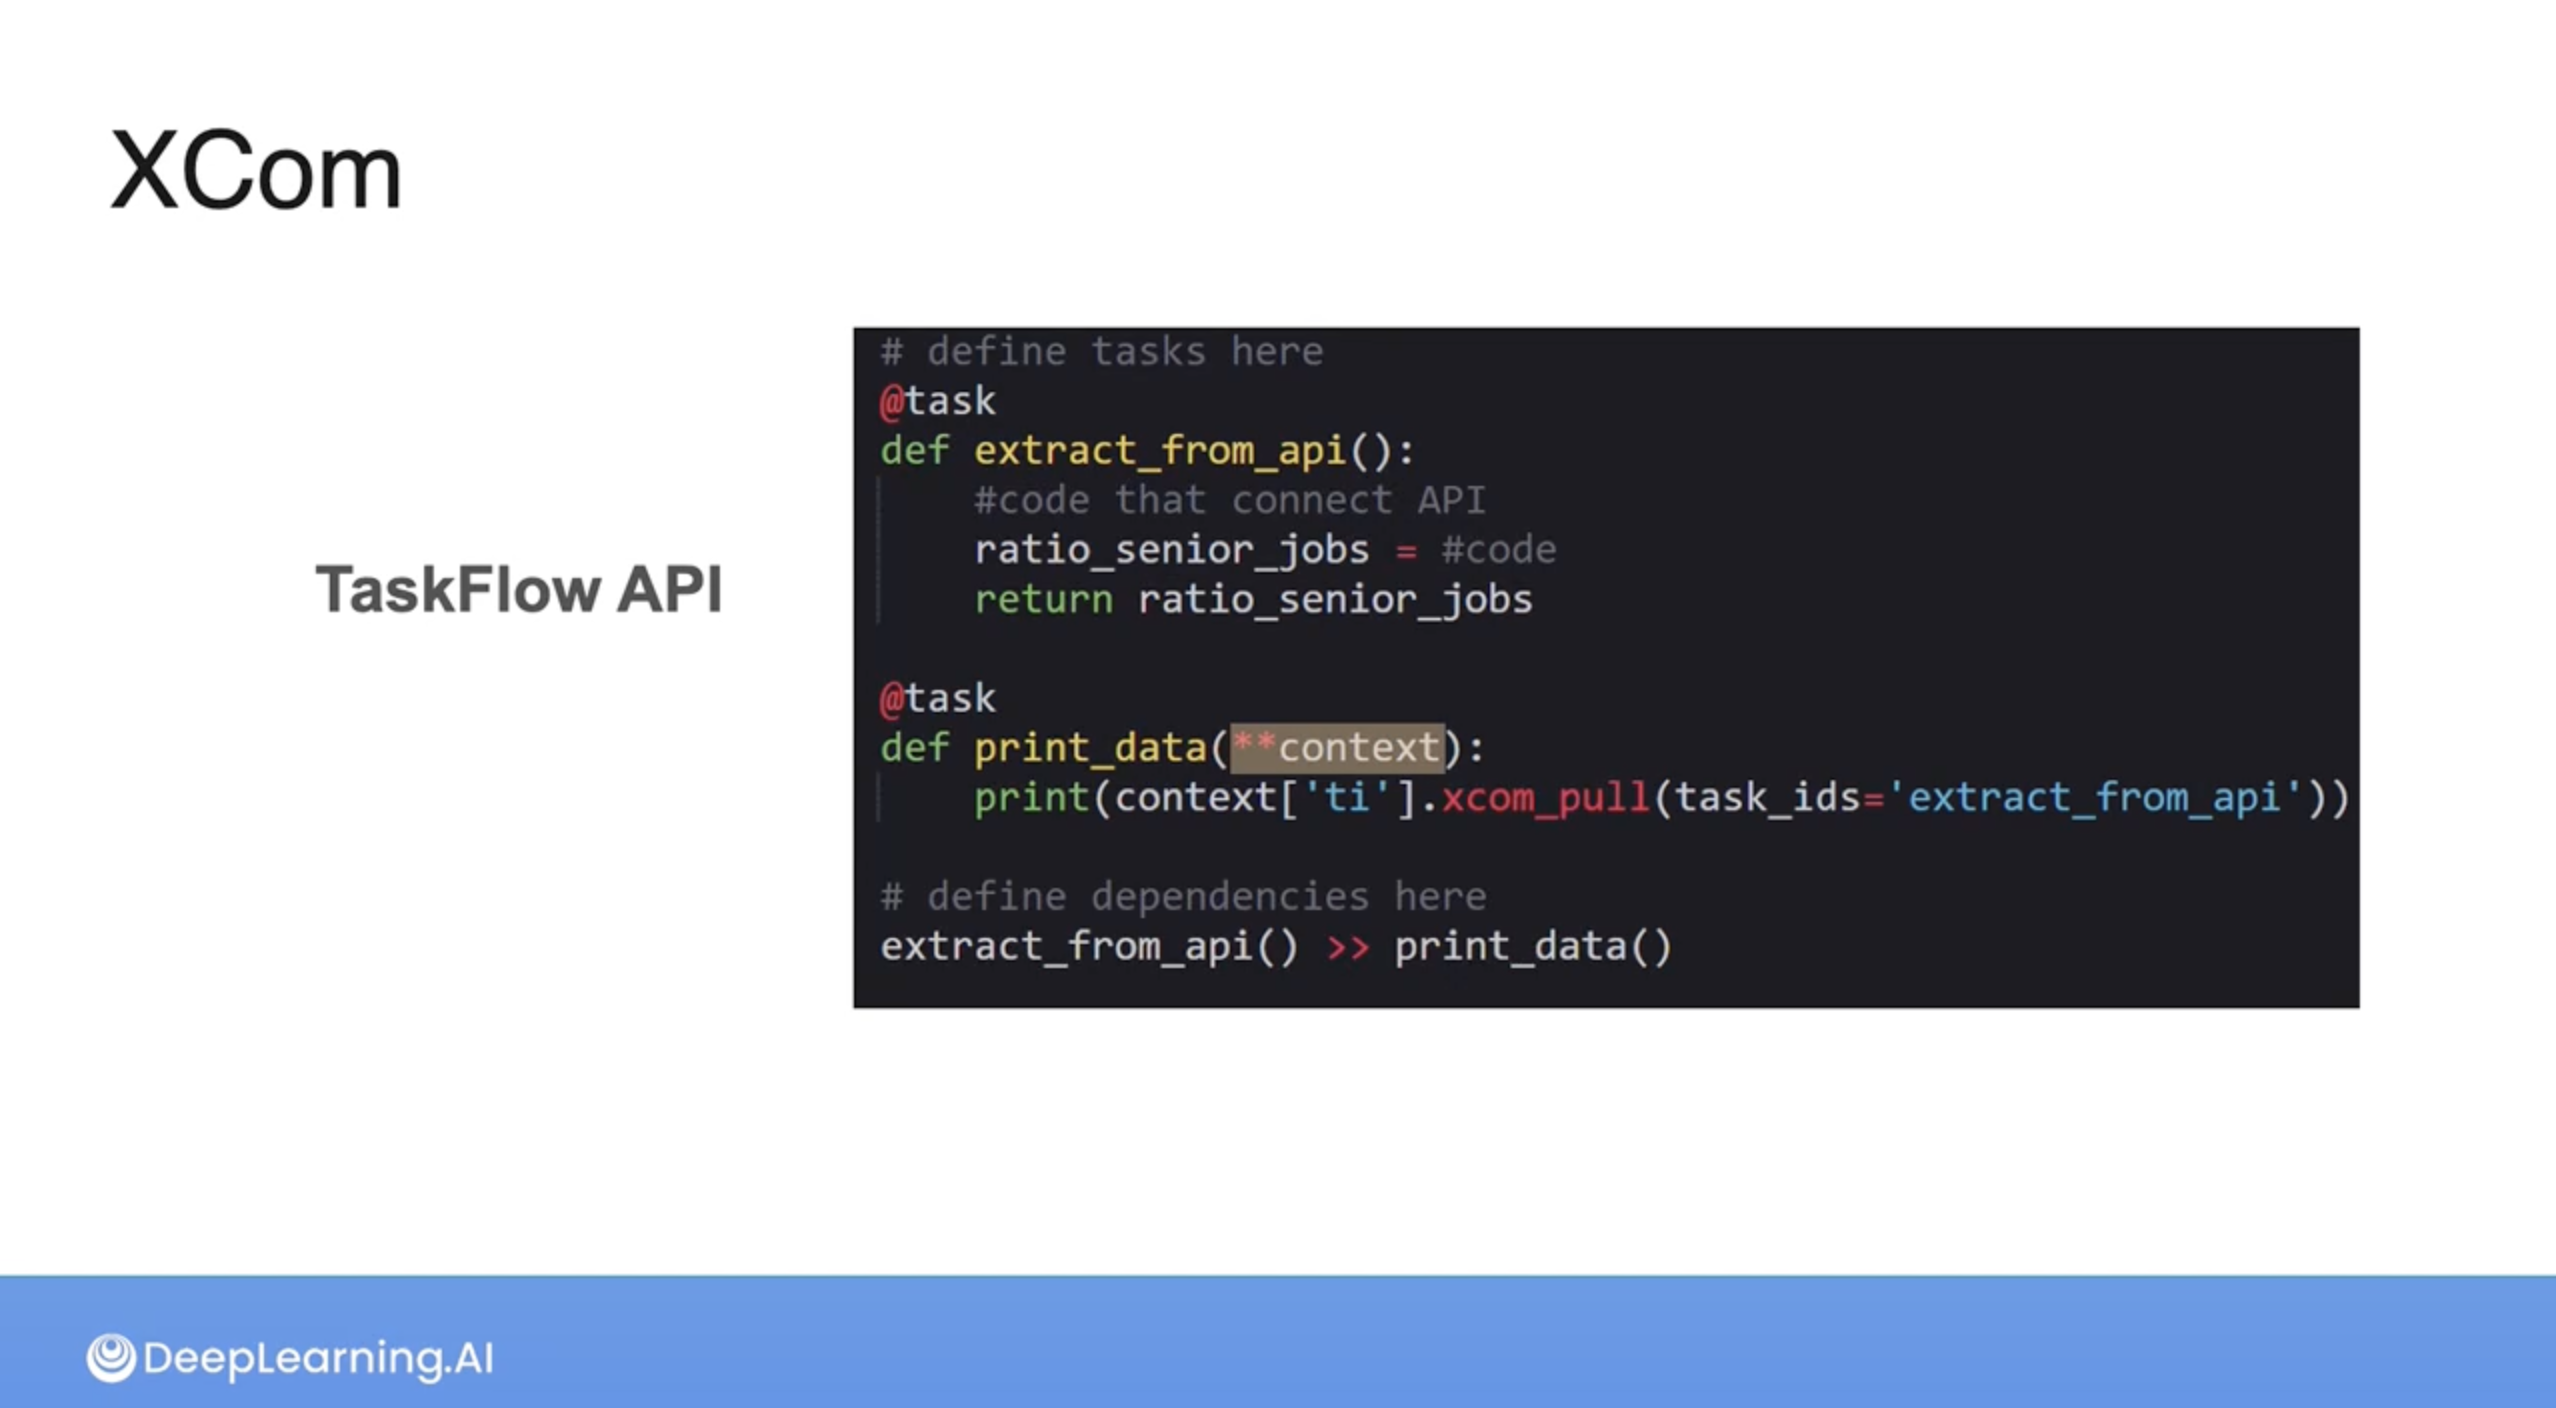 XCom
TaskFlow API
# define tasks here
@task
def extract_from_api():
    #code that connect API
    ratio_senior_jobs = #code
    return ratio_senior_jobs
@task
def print_data(**context):
    print(context['ti'].xcom_pull(task_ids='extract_from_api'))
# define dependencies here
extract_from_api() >> print_data()
DeepLearning.AI